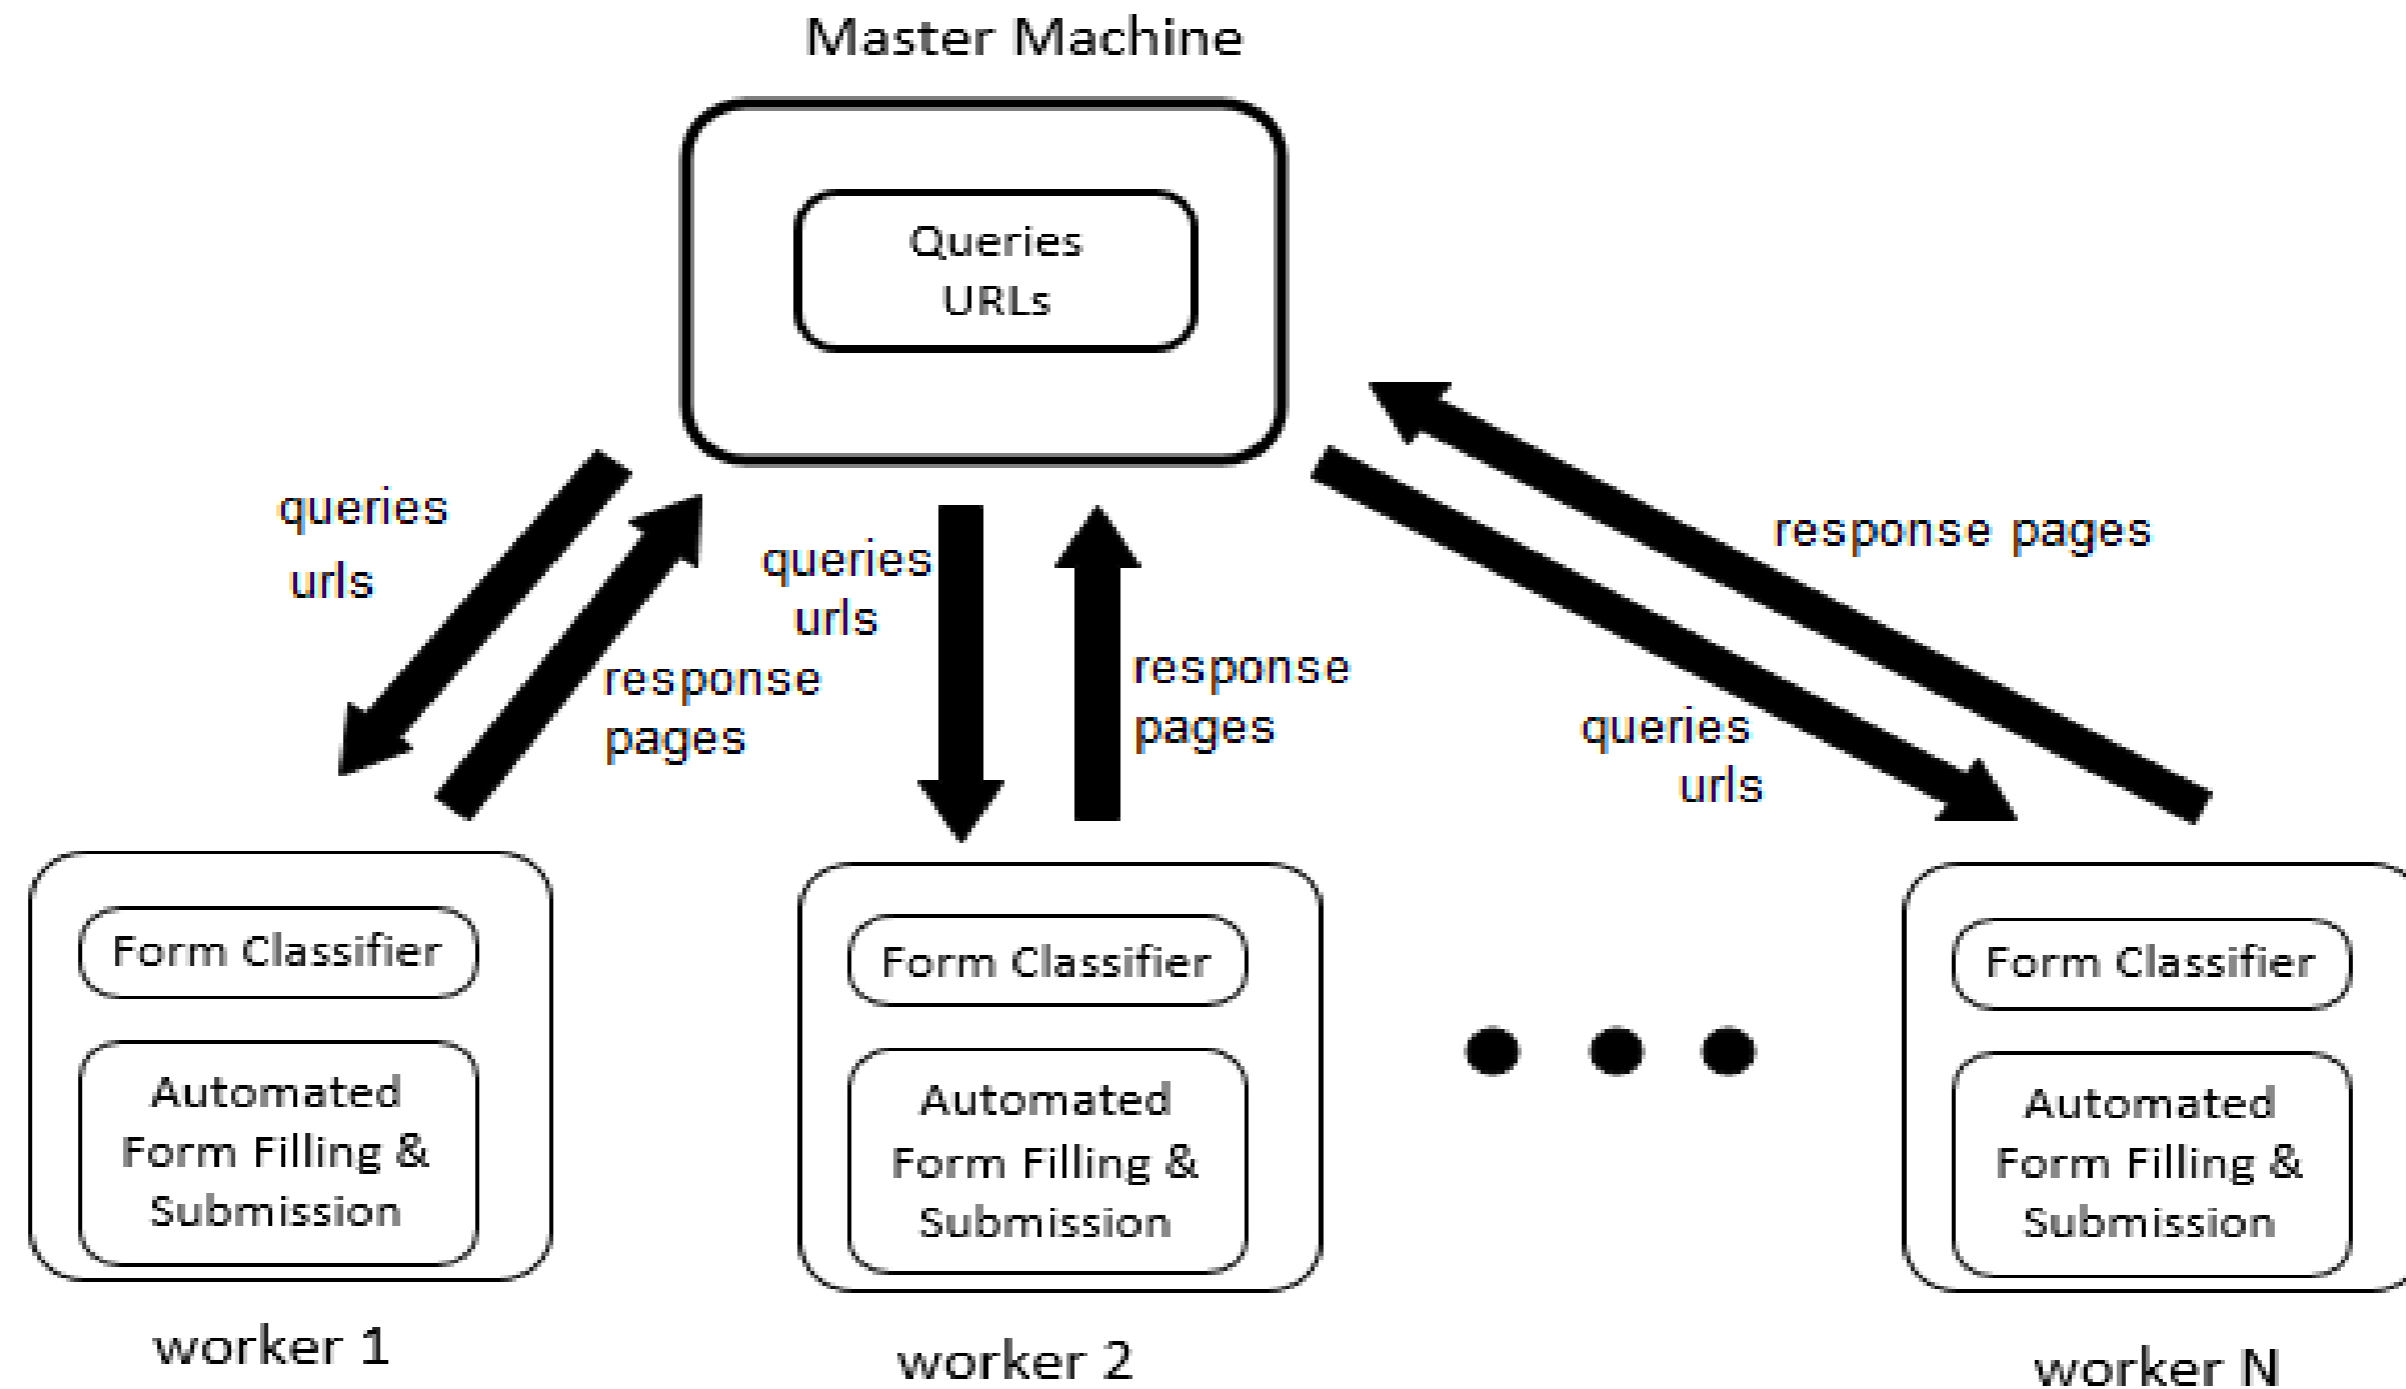 Master Machine
Queries
URLs
queries
urls
response
pages
queries
urls
response
pages
response pages
queries
urls
Form Classifier
Automated
Form Filling &
Submission
worker 1
Form Classifier
Automated
Form Filling &
Submission
worker 2
Form Classifier
Automated
Form Filling &
Submission
worker N